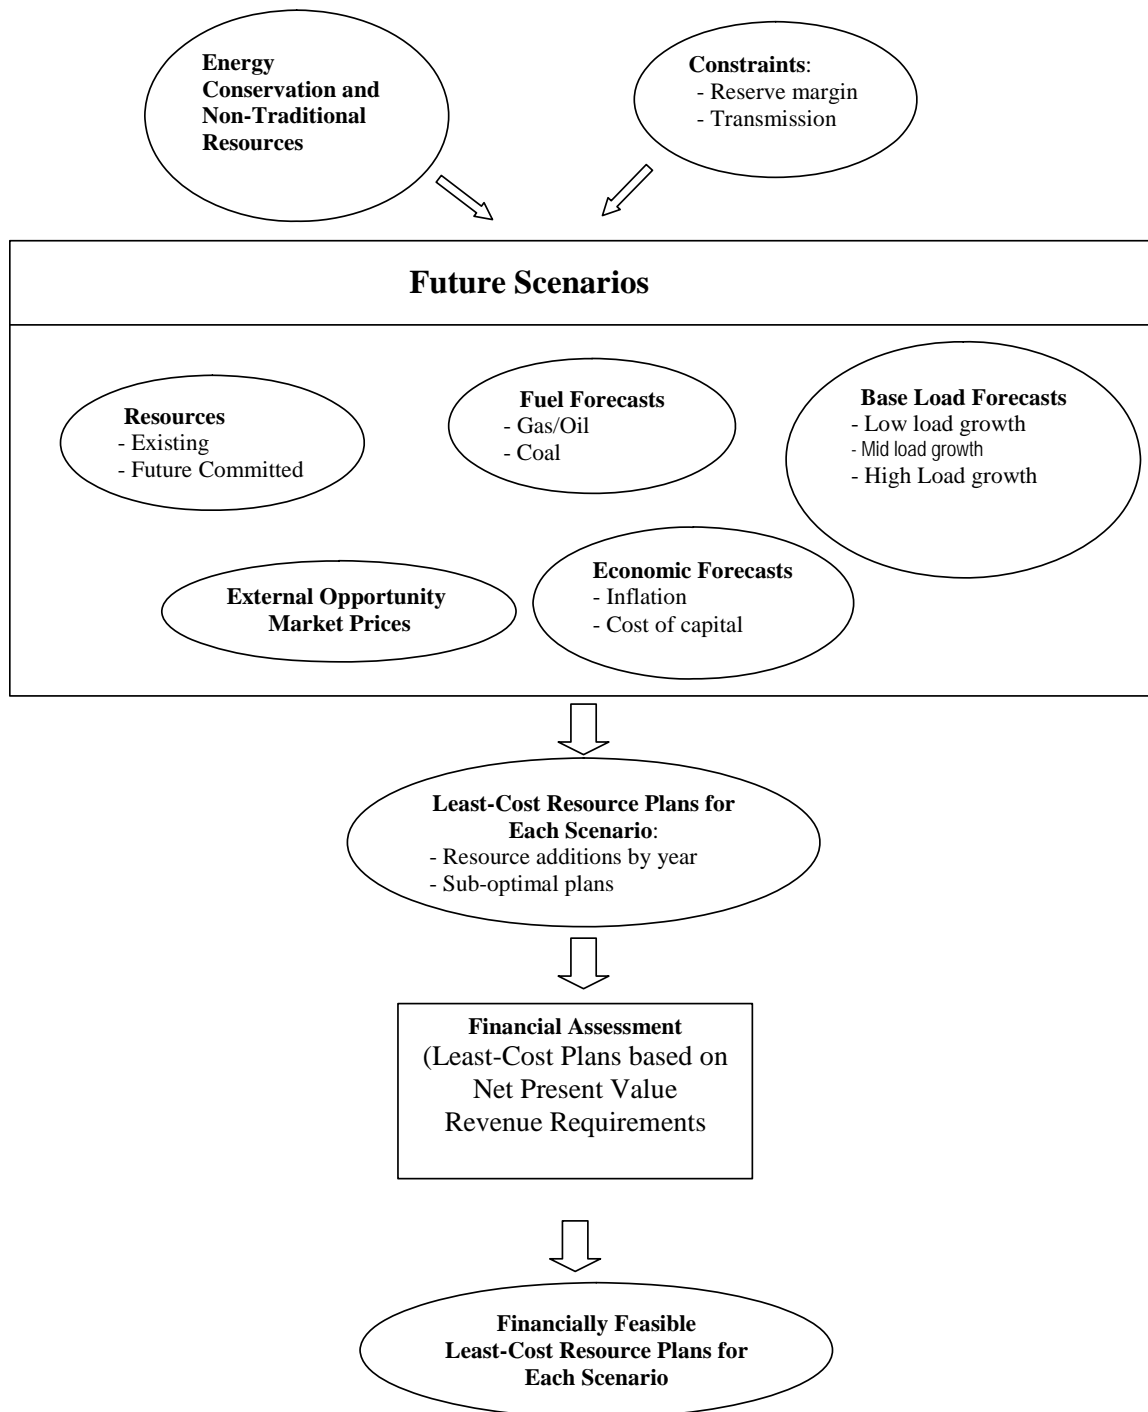 Energy
Conservation and
Non-Traditional
Resources
Constraints:
- Reserve margin
- Transmission
Future Scenarios
Resources
- Existing
- Future Committed
Fuel Forecasts
- Gas/Oil
- Coal
Base Load Forecasts
- Low load growth
- Mid load growth
- High Load growth
External Opportunity
Market Prices
Economic Forecasts
- Inflation
- Cost of capital
Least-Cost Resource Plans for
Each Scenario:
- Resource additions by year
- Sub-optimal plans
Financial Assessment
(Least-Cost Plans based on
Net Present Value
Revenue Requirements
Financially Feasible
Least-Cost Resource Plans for
Each Scenario